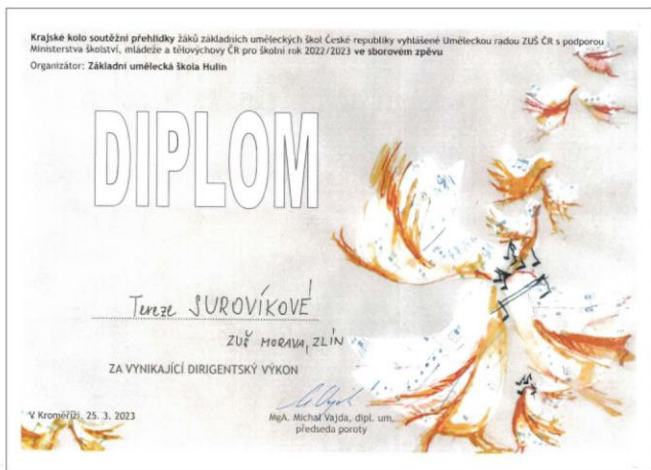 Krajské kolo soutěžní přehlídky žáků základních uměleckých škol České republiky vyhlášené Uměleckou radou ZUŠ ČR s podporou
Ministerstva školství, mládeže a tělovýchovy ČR pro školní rok 2022/2023 ve sborovém zpěvu
Organizátor: Základní umělecká škola Hulín
DIPLOM
Tereze SUROVÍKOVÉ
ZUŠ MORAVA, ZLÍN
ZA VYNIKAJÍCÍ DIRIGENTSKÝ VÝKON
V Kroměříži, 25. 3. 2023
MgA. Michal Vajda, dipl. um.
předseda poroty